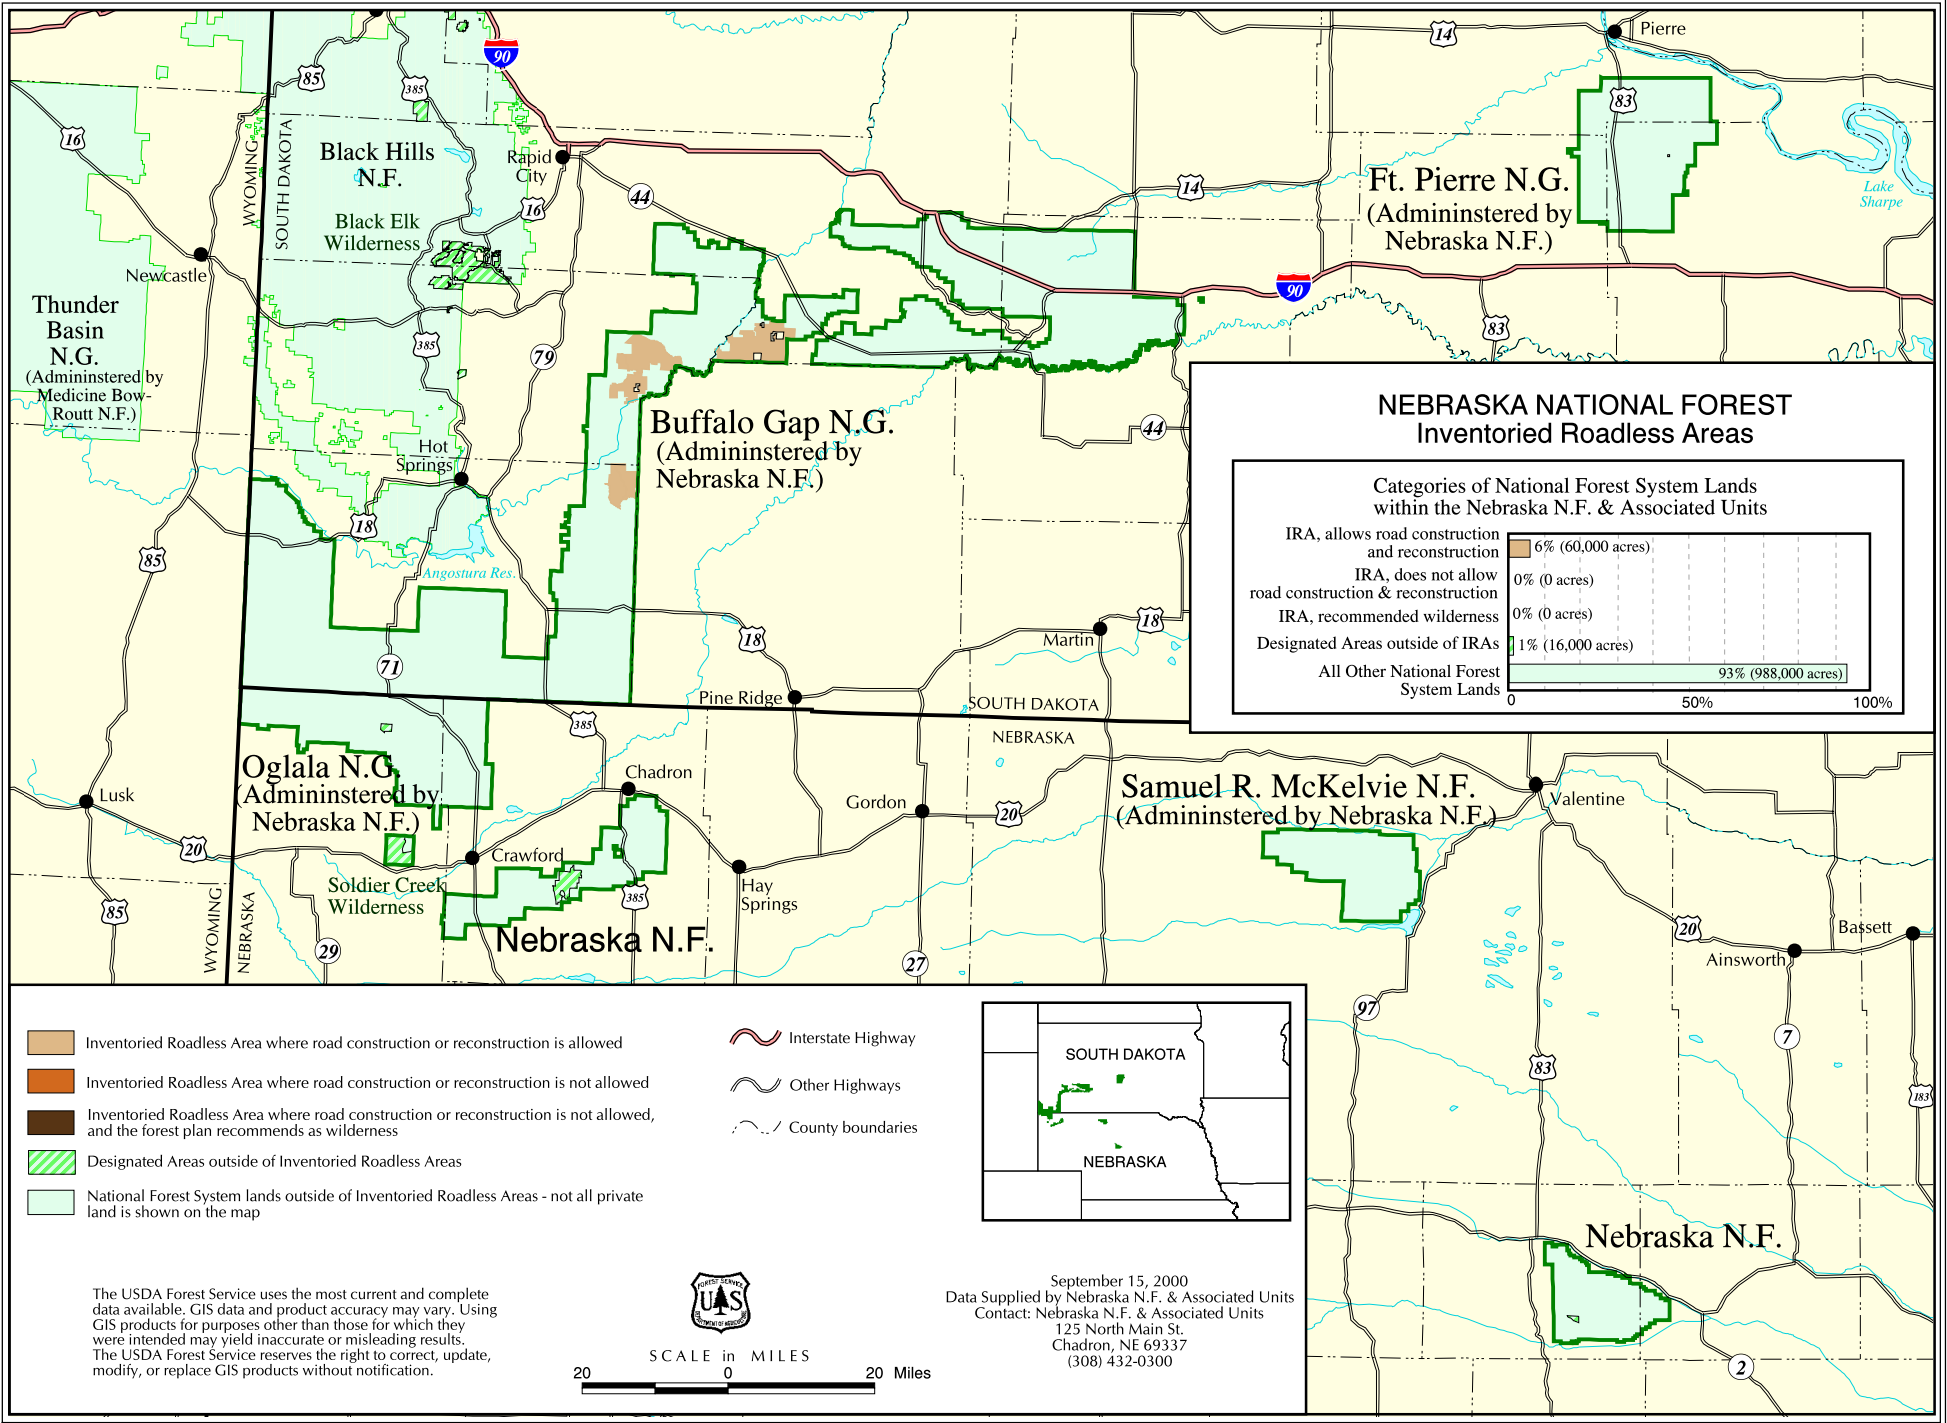 90
14
Pierre
85
385
83
16
WYOMING
SOUTH DAKOTA
Black Hills
N.F.
Rapid
City
44
14
Ft. Pierre N.G.
(Admininstered by
Nebraska N.F.)
Lake
Sharpe
16
Black Elk
Wilderness
Newcastle
Thunder
Basin
N.G.
(Admininstered by
Medicine Bow-
Routt N.F.)
90
83
385
79
Buffalo Gap N.G.
(Admininstered by
Nebraska N.F.)
44
Hot
Springs
18
85
Angostura Res.
71
18
Martin
18
Pine Ridge
SOUTH DAKOTA
NEBRASKA
385
NEBRASKA NATIONAL FOREST
Inventoried Roadless Areas
Categories of National Forest System Lands
within the Nebraska N.F. & Associated Units
IRA, allows road construction
and reconstruction
6% (60,000 acres)
IRA, does not allow
road construction & reconstruction
0% (0 acres)
IRA, recommended wilderness
0% (0 acres)
Designated Areas outside of IRAs
1% (16,000 acres)
All Other National Forest
System Lands
93% (988,000 acres)
0
50%
100%
Oglala N.G.
(Admininstered by
Nebraska N.F.)
Chadron
Gordon
20
Samuel R. McKelvie N.F.
(Admininstered by Nebraska N.F.)
Valentine
Lusk
20
Crawford
Soldier Creek
Wilderness
385
Hay
Springs
85
WYOMING
NEBRASKA
29
Nebraska N.F.
27
20
Bassett
Ainsworth
97
7
83
183
Nebraska N.F.
2
Inventoried Roadless Area where road construction or reconstruction is allowed
Inventoried Roadless Area where road construction or reconstruction is not allowed
Inventoried Roadless Area where road construction or reconstruction is not allowed,
and the forest plan recommends as wilderness
Designated Areas outside of Inventoried Roadless Areas
National Forest System lands outside of Inventoried Roadless Areas - not all private
land is shown on the map
Interstate Highway
Other Highways
County boundaries
SOUTH DAKOTA
NEBRASKA
The USDA Forest Service uses the most current and complete
data available. GIS data and product accuracy may vary. Using
GIS products for purposes other than those for which they
were intended may yield inaccurate or misleading results.
The USDA Forest Service reserves the right to correct, update,
modify, or replace GIS products without notification.
FOREST SERVICE
U S
DEPARTMENT OF AGRICULTURE
SCALE in MILES
20
0
20 Miles
September 15, 2000
Data Supplied by Nebraska N.F. & Associated Units
Contact: Nebraska N.F. & Associated Units
125 North Main St.
Chadron, NE 69337
(308) 432-0300